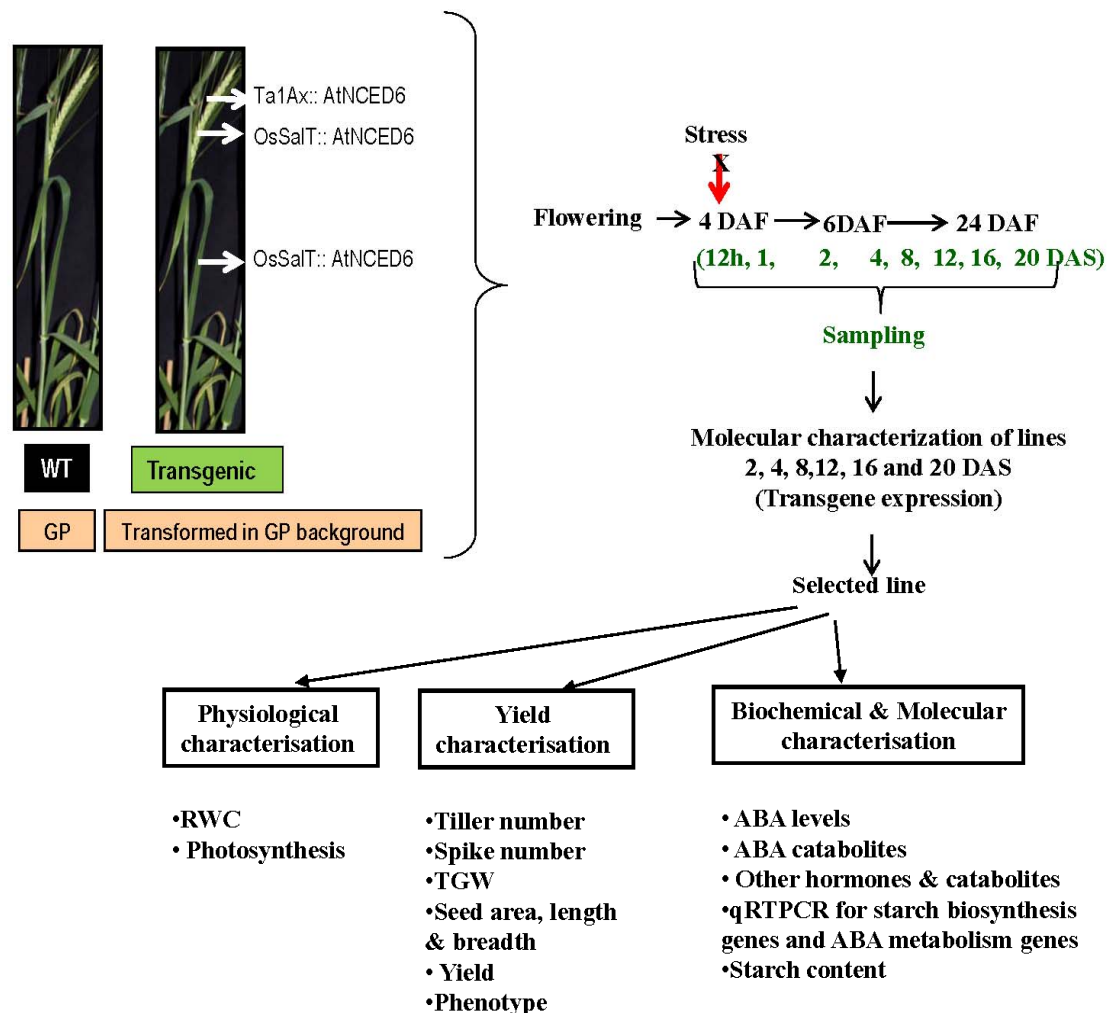 Ta1Ax:: AtNCED6
OsSalT:: AtNCED6
OsSalT:: AtNCED6
WT
Transgenic
GP
Transformed in GP background
Stress
X
Flowering
4 DAF
6DAF
24 DAF
(12h, 1, 2, 4, 8, 12, 16, 20 DAS)
Sampling
Molecular characterization of lines
2, 4, 8,12, 16 and 20 DAS
(Transgene expression)
Selected line
Physiological
characterisation
•RWC
• Photosynthesis
Yield
characterisation
•Tiller number
•Spike number
•TGW
•Seed area, length
& breadth
• Yield
•Phenotype
Biochemical & Molecular
characterisation
• ABA levels
• ABA catabolites
• Other hormones & catabolites
•qRTPCR for starch biosynthesis
genes and ABA metabolism genes
•Starch content